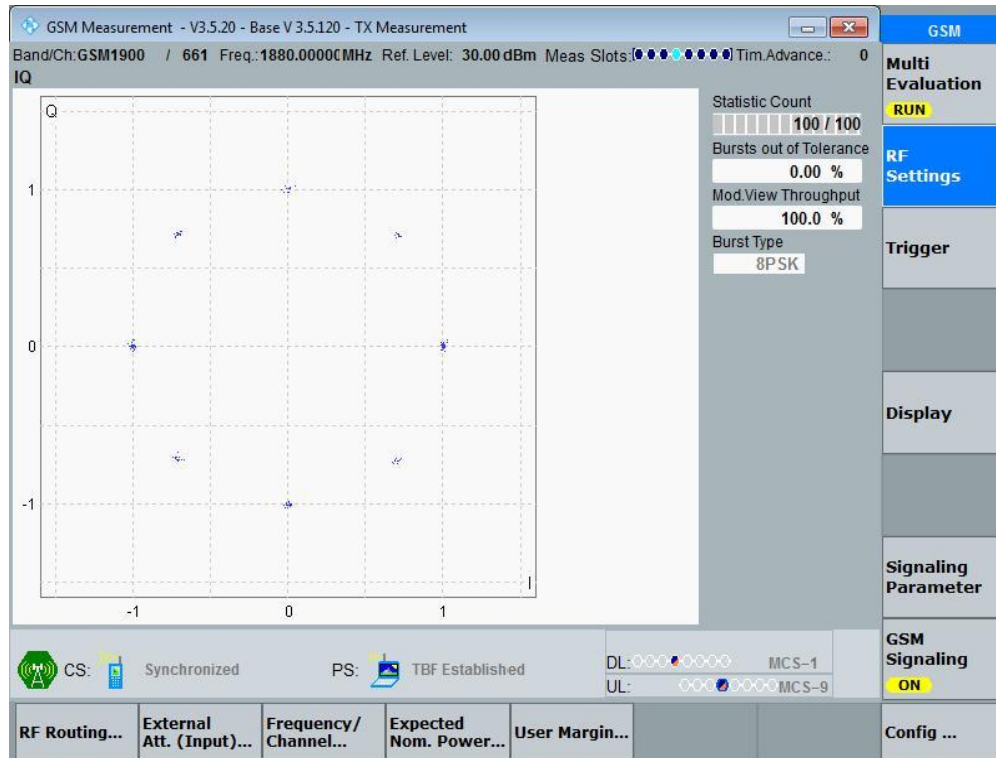 GSM Measurement - V3.5.20 - Base V 3.5.120 - TX Measurement
GSM
Band/Ch:GSM1900 / 661 Freq.:1880.00000MHz Ref. Level: 30.00 dBm Meas Slots: Tim.Advance.: 0
IQ
Multi
Evaluation
RUN
Q
Statistic Count
100 / 100
Bursts out of Tolerance
0.00 %
Mod.View Throughput
100.0 %
Burst Type
8PSK
RF
Settings
Trigger
1
0
-1
I
-1 0 1
Display
Signaling
Parameter
GSM
Signaling
ON
CS: Synchronized PS: TBF Established
DL: MCS-1
UL: MCS-9
RF Routing...
External
Att. (Input)...
Frequency/
Channel...
Expected
Nom. Power...
User Margin...
Config ...